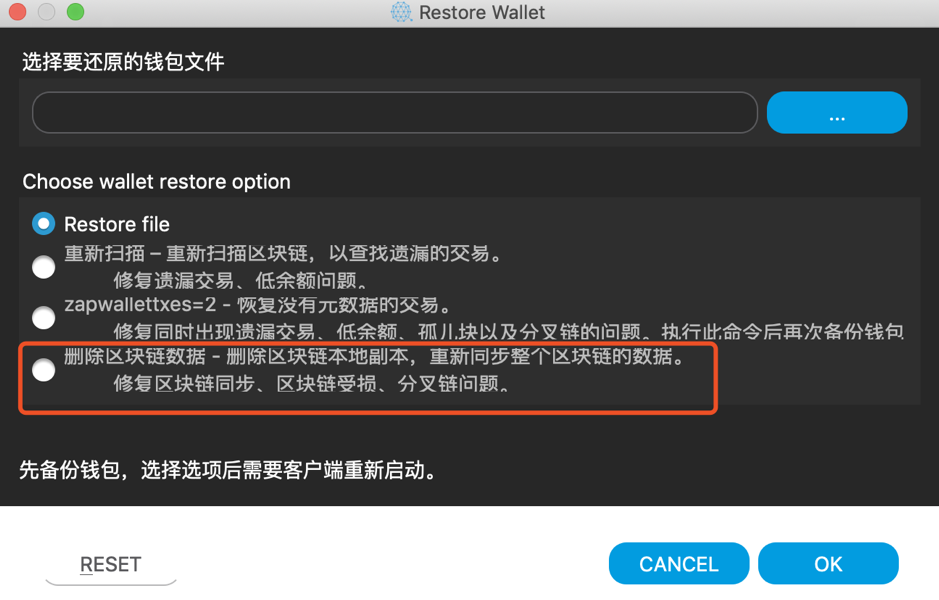 Restore Wallet
选择要还原的钱包文件
...
Choose wallet restore option
Restore file
重新扫描 – 重新扫描区块链，以查找遗漏的交易。
修复遗漏交易、低余额问题。
zapwallettxes=2 - 恢复没有元数据的交易。
修复同时出现遗漏交易、低余额、孤儿块以及分叉链的问题。执行此命令后再次备份钱包
删除区块链数据 - 删除区块链本地副本，重新同步整个区块链的数据。
修复区块链同步、区块链受损、分叉链问题。
先备份钱包，选择选项后需要客户端重新启动。
RESET CANCEL OK